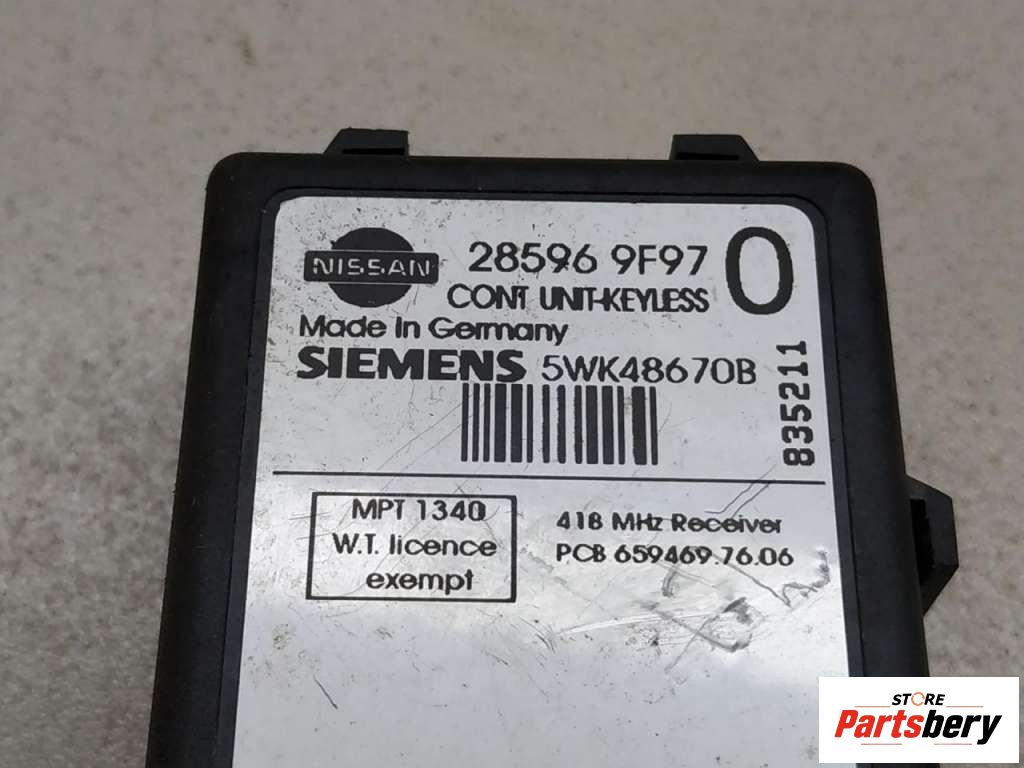 NISSAN
28596 9F97 0
CONT UNIT-KEYLESS
Made In Germany
SIEMENS 5WK48670B
835211
MPT 1340
W.T. licence
exempt
418 MHz Receiver
PCB 659469.76.06
STORE
Partsbery